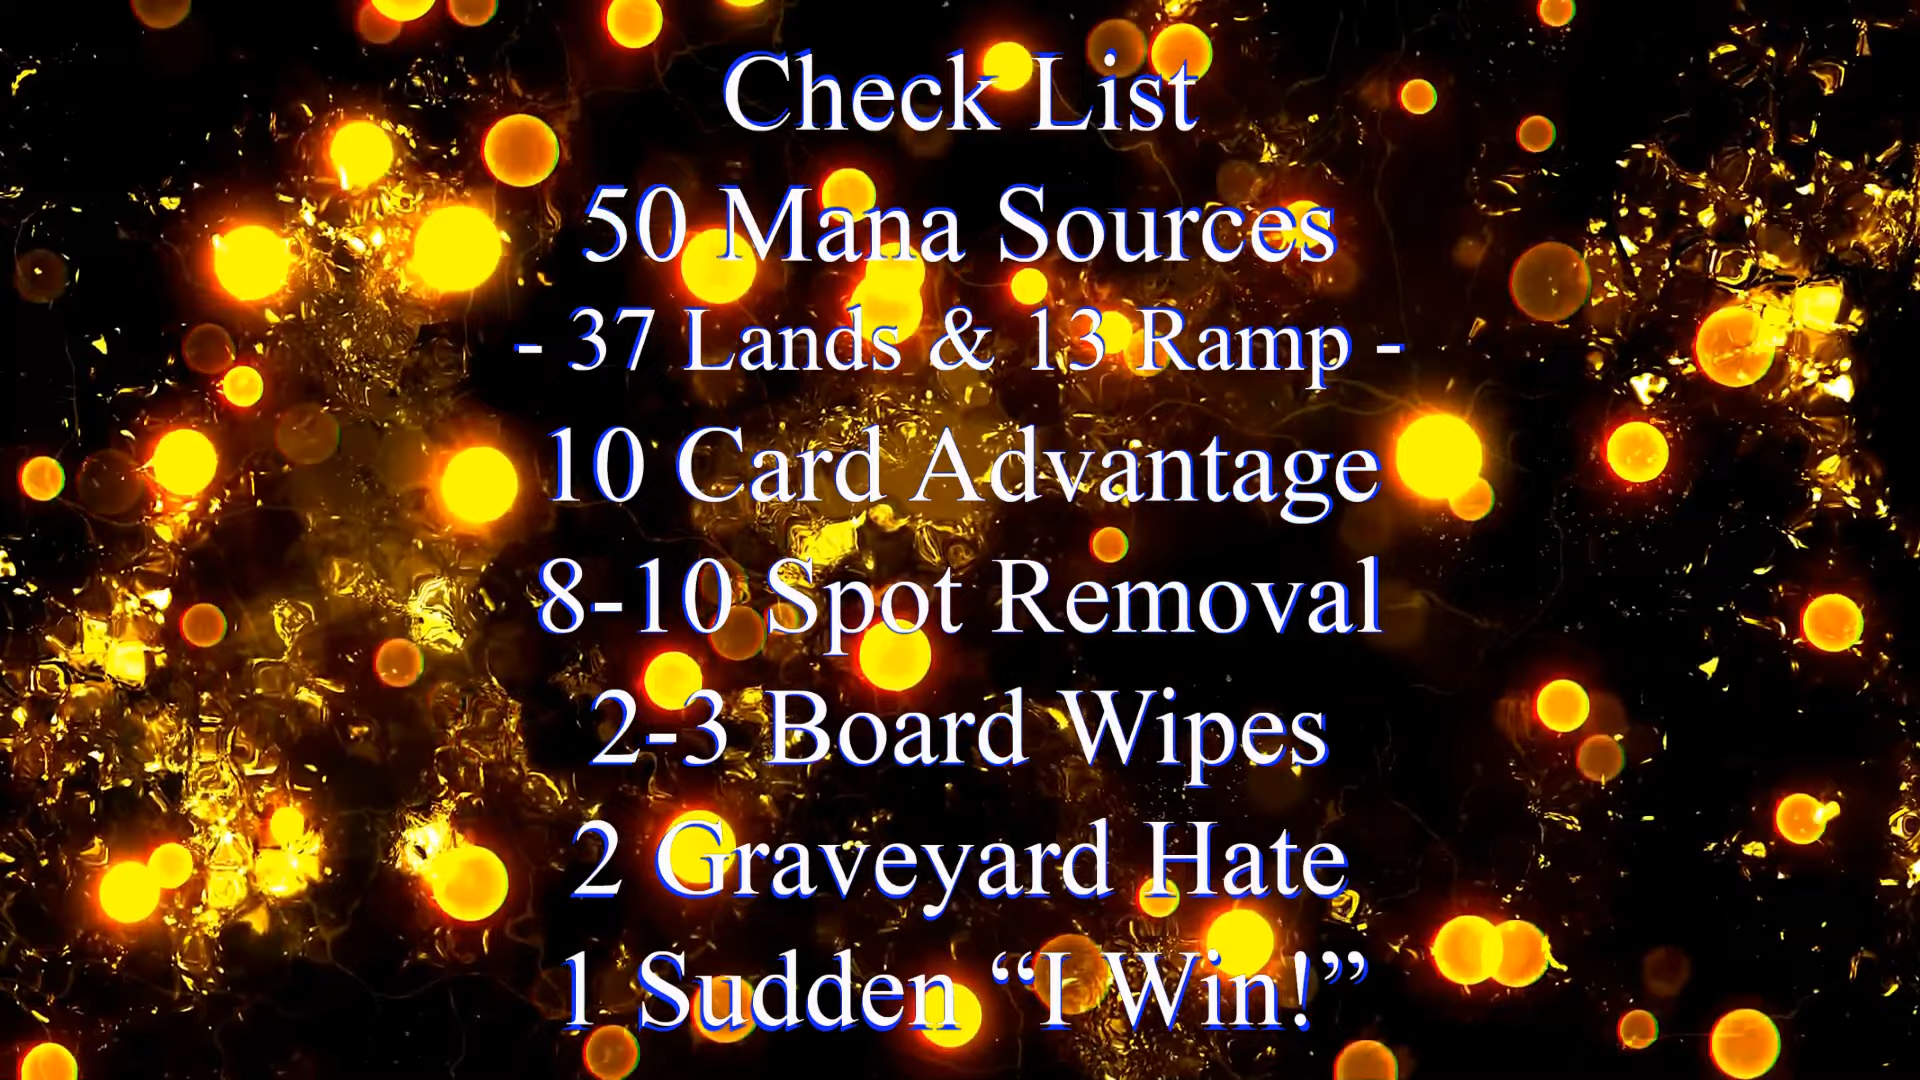 Check List
50 Mana Sources
- 37 Lands & 13 Ramp -
10 Card Advantage
8-10 Spot Removal
2-3 Board Wipes
2 Graveyard Hate
1 Sudden “I Win!”